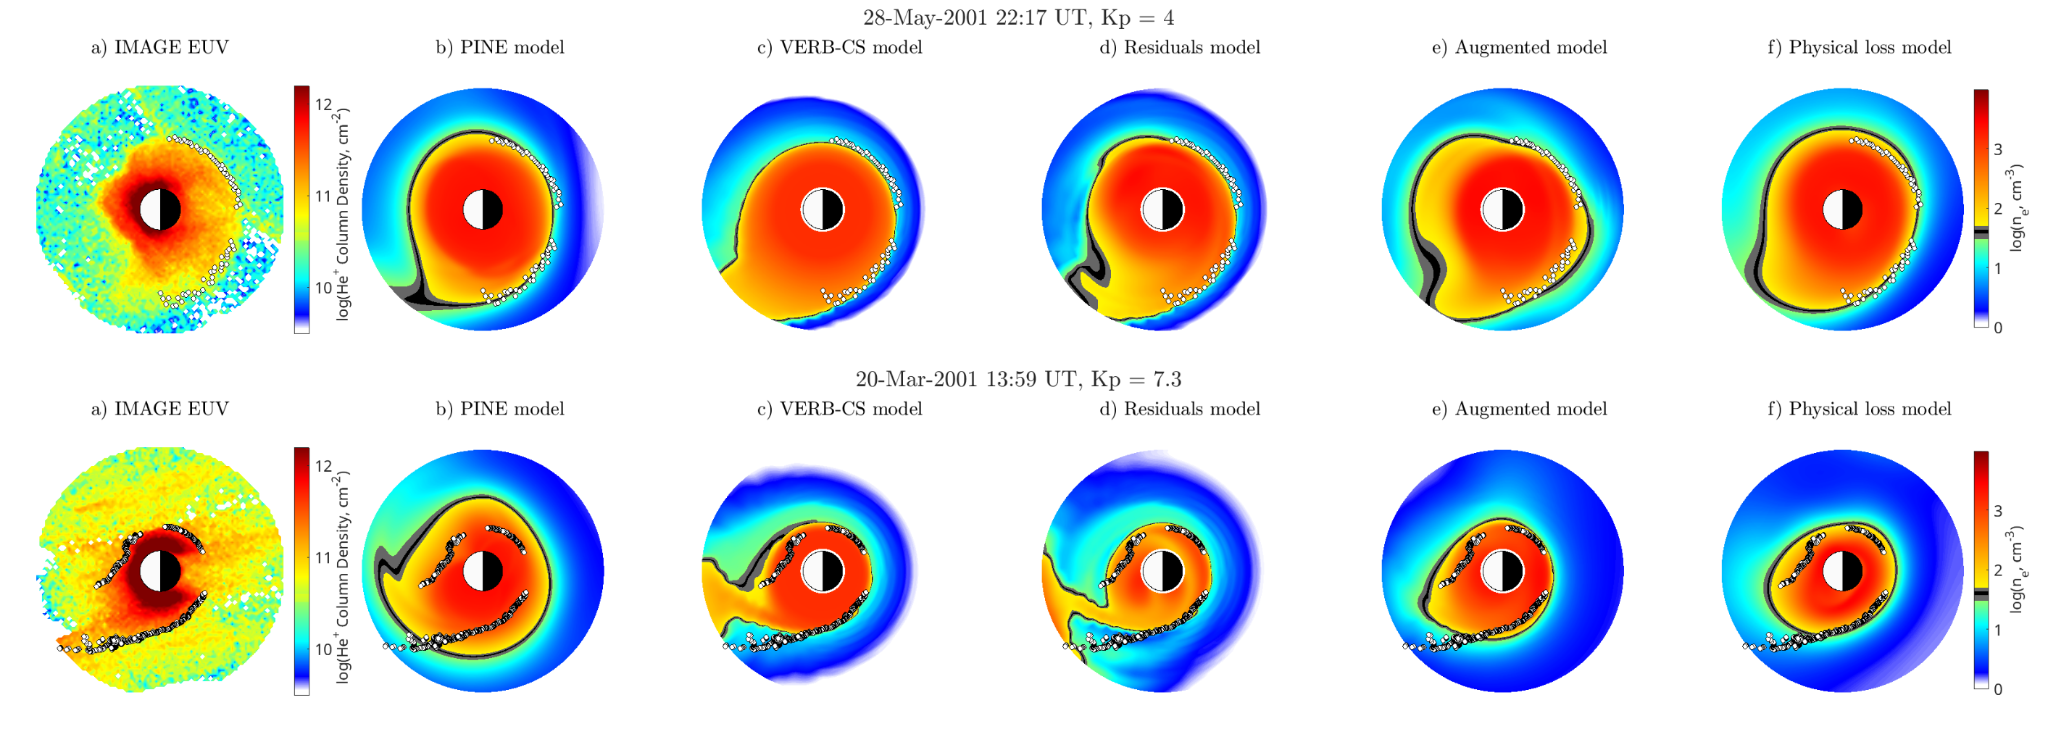 28-May-2001 22:17 UT, Kp = 4
a) IMAGE EUV
b) PINE model
c) VERB-CS model
d) Residuals model
e) Augmented model
f) Physical loss model
12
11
10
log(He+ Column Density, cm-2)
3
2
1
0
log(ne, cm-3)
20-Mar-2001 13:59 UT, Kp = 7.3
a) IMAGE EUV
b) PINE model
c) VERB-CS model
d) Residuals model
e) Augmented model
f) Physical loss model
12
11
10
log(He+ Column Density, cm-2)
3
2
1
0
log(ne, cm-3)